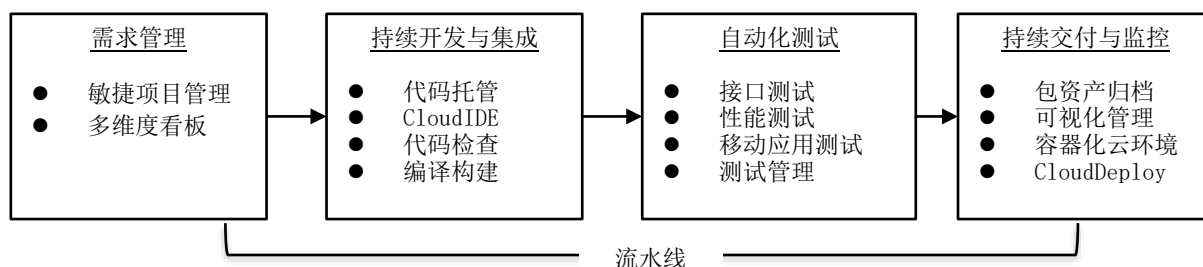 需求管理
敏捷项目管理
多维度看板
持续开发与集成
代码托管
CloudIDE
代码检查
编译构建
自动化测试
接口测试
性能测试
移动应用测试
测试管理
持续交付与监控
包资产归档
可视化管理
容器化云环境
CloudDeploy
流水线